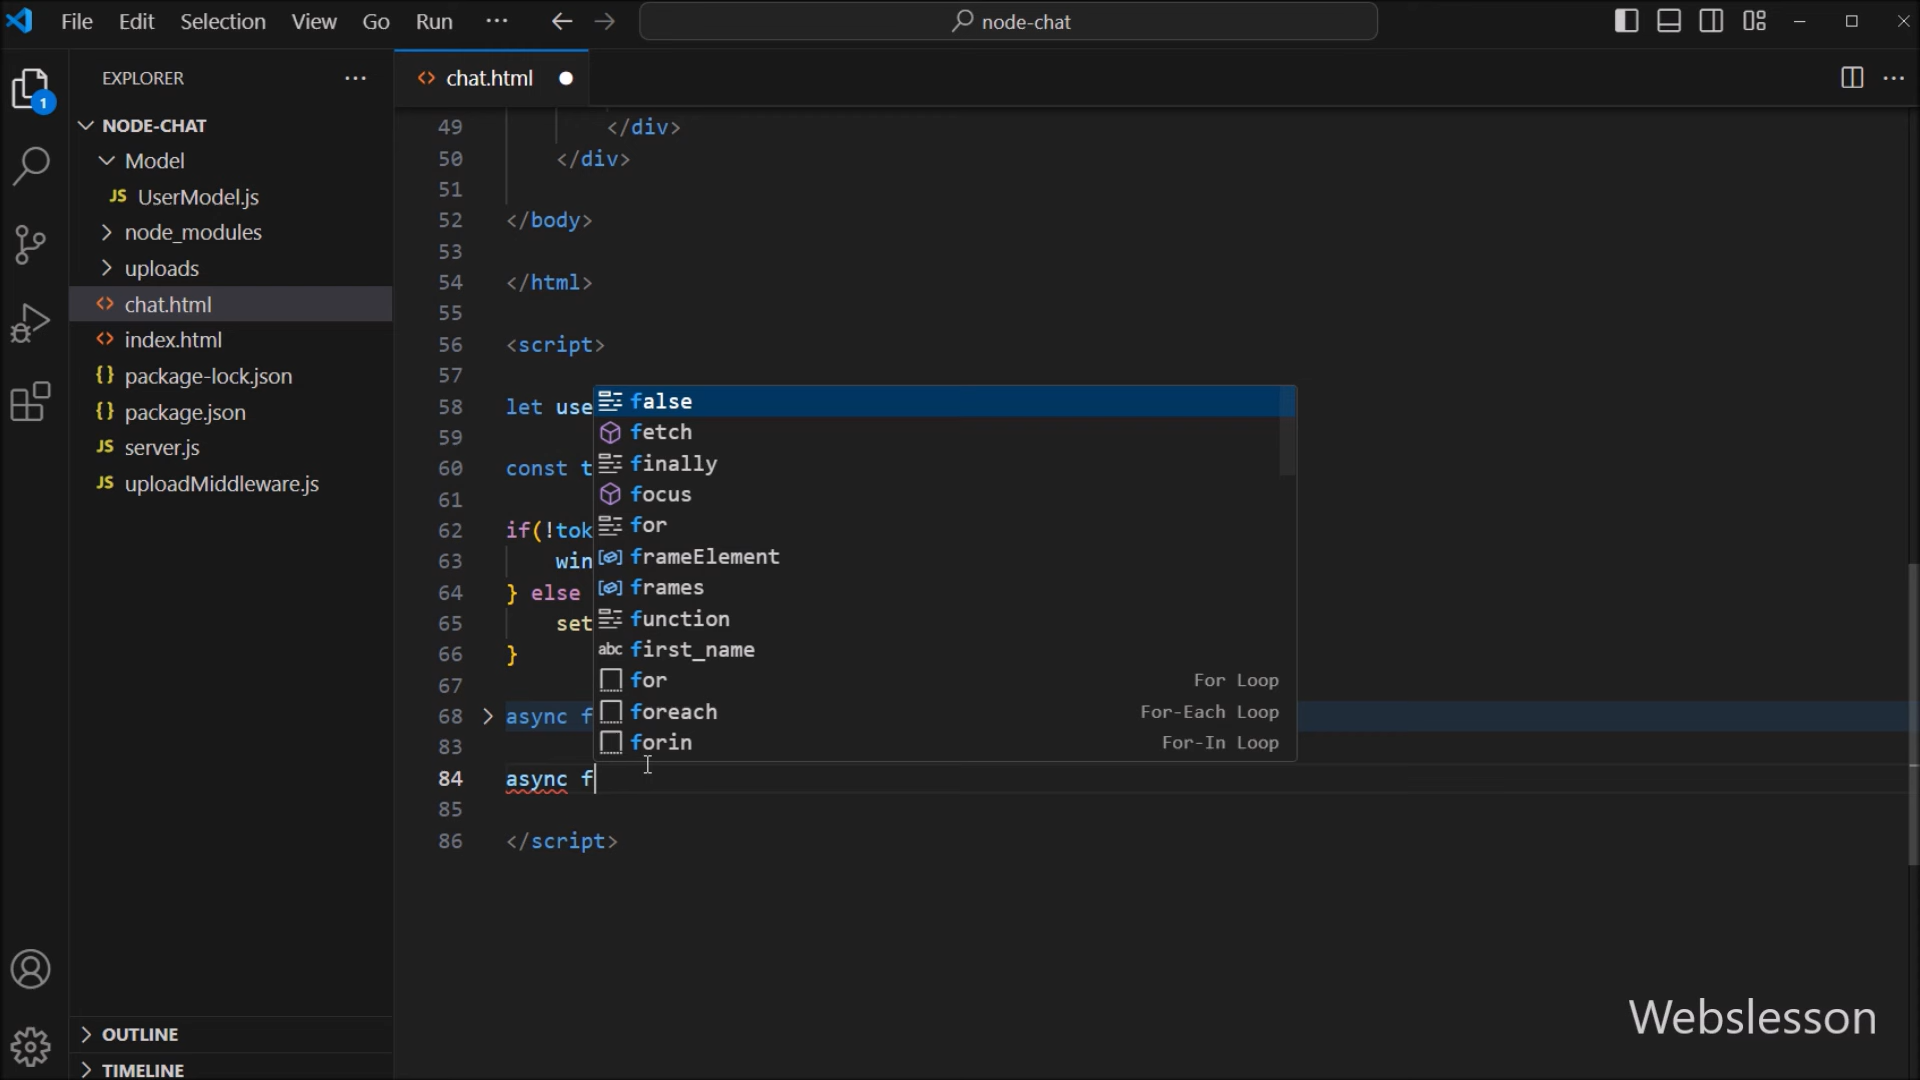 File Edit Selection View Go Run ··· node-chat
EXPLORER ···
chat.html
NODE-CHAT
Model
JS UserModel.js
node_modules
uploads
<> chat.html
<> index.html
{} package-lock.json
{} package.json
JS server.js
JS uploadMiddleware.js
OUTLINE
TIMELINE
1
49 </div>
50 </div>
51
52 </body>
53
54 </html>
55
56 <script>
57
58 let use
59
60 const t
61
62 if(!tok
63 win
64 } else
65 set
66 }
67
68 async f
83
84 async f
85
86 </script>
false
fetch
finally
focus
for
frameElement
frames
function
abc first_name
for For Loop
foreach For-Each Loop
forin For-In Loop
Webslesson